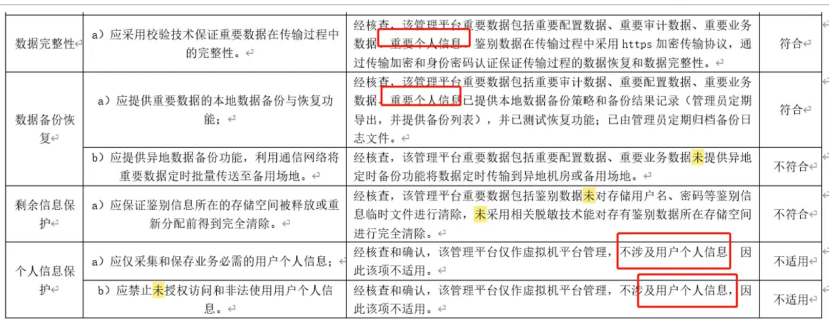 数据完整性
a）应采用校验技术保证重要数据在传输过程中
的完整性。
经核查，该管理平台重要数据包括重要配置数据、重要审计数据、重要业务
数据、重要个人信息，鉴别数据在传输过程中采用 https 加密传输协议，通
过传输加密和身份密码认证保证传输过程的数据恢复和数据完整性。
符合
数据备份恢
复
a）应提供重要数据的本地数据备份与恢复功
能；
经核查，该管理平台重要数据包括重要审计数据、重要配置数据、重要业务
数据、重要个人信息已提供本地数据备份策略和备份结果记录（管理员定期
导出，并提供备份列表），并已测试恢复功能；已由管理员定期归档备份日
志文件。
符合
b）应提供异地数据备份功能，利用通信网络将
重要数据定时批量传送至备用场地。
经核查，该管理平台重要数据包括重要配置数据、重要业务数据未提供异地
定时备份功能将数据定时传输到异地机房或备用场地。
不符合
剩余信息保
护
a）应保证鉴别信息所在的存储空间被释放或重
新分配前得到完全清除。
经核查，该管理平台重要数据包括鉴别数据未对存储用户名、密码等鉴别信
息临时文件进行清除，未采用相关脱敏技术能对存有鉴别数据所在存储空间
进行完全清除。
不符合
个人信息保
护
a）应仅采集和保存业务必需的用户个人信息；
经核查和确认，该管理平台仅作虚拟机平台管理，不涉及用户个人信息，因
此该项不适用。
不适用
b）应禁止未授权访问和非法使用用户个人信
息。
经核查和确认，该管理平台仅作虚拟机平台管理，不涉及用户个人信息，因
此该项不适用。
不适用